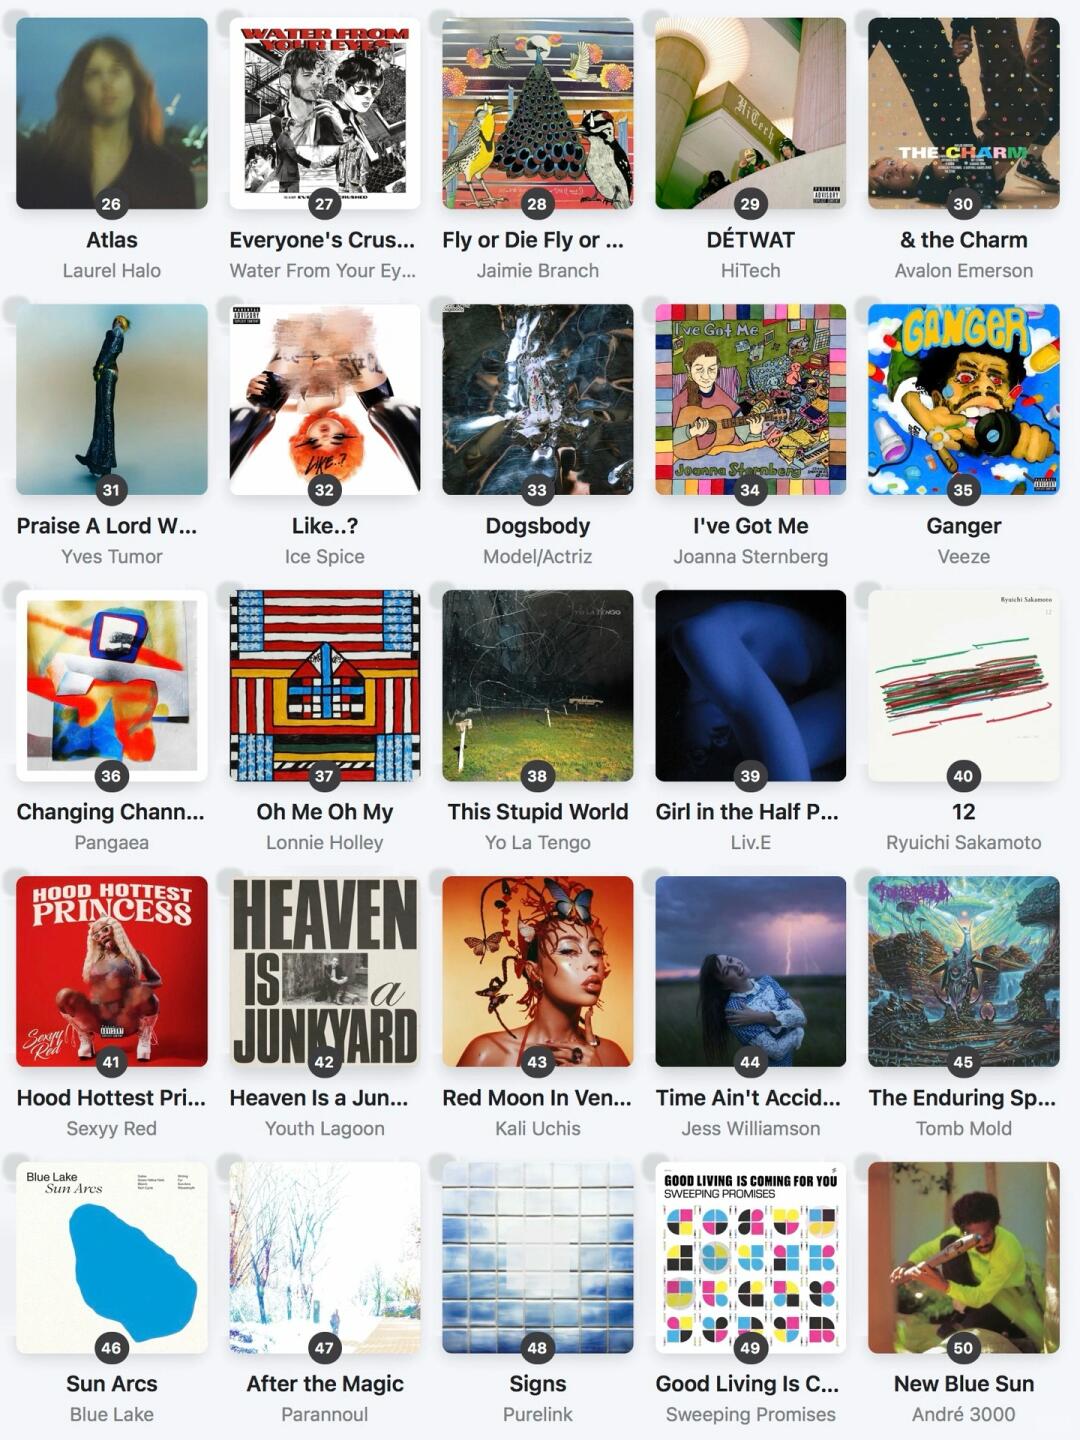 WATER FROM
YOUR EYES
HiTech
PARENTAL
ADVISORY
EXPLICIT CONTENT
THE CHARM
26
27
28
29
30
Atlas
Everyone's Crus...
Fly or Die Fly or ...
DÉTWAT
& the Charm
Laurel Halo
Water From Your Ey...
Jaimie Branch
HiTech
Avalon Emerson
PARENTAL
ADVISORY
LIKE..?
I've Got Me
Joanna Sternberg
GANGER
31
32
33
34
35
Praise A Lord W...
Like..?
Dogsbody
I've Got Me
Ganger
Yves Tumor
Ice Spice
Model/Actriz
Joanna Sternberg
Veeze
YO LA TENGO
Ryuichi Sakamoto
12
36
37
38
39
40
Changing Chann...
Oh Me Oh My
This Stupid World
Girl in the Half P...
12
Pangaea
Lonnie Holley
Yo La Tengo
Liv.E
Ryuichi Sakamoto
HOOD HOTTEST
PRINCESS
Sexyy
Red
HEAVEN
IS a
JUNKYARD
41
42
43
44
45
Hood Hottest Pri...
Heaven Is a Jun...
Red Moon In Ven...
Time Ain't Accid...
The Enduring Sp...
Sexyy Red
Youth Lagoon
Kali Uchis
Jess Williamson
Tomb Mold
Blue Lake
Sun Arcs
GOOD LIVING IS COMING FOR YOU
SWEEPING PROMISES
46
47
48
49
50
Sun Arcs
After the Magic
Signs
Good Living Is C...
New Blue Sun
Blue Lake
Parannoul
Purelink
Sweeping Promises
André 3000